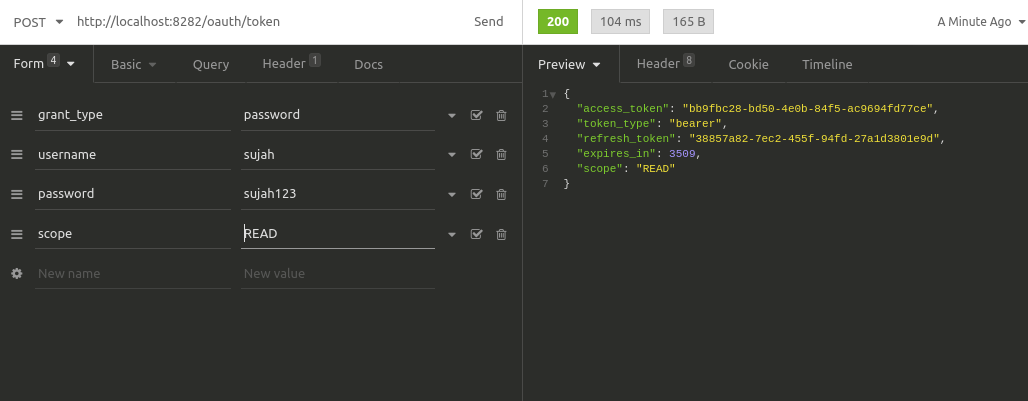 POST http://localhost:8282/oauth/token Send 200 104 ms 165 B A Minute Ago
Form 4 Basic Query Header 1 Docs Preview Header 8 Cookie Timeline
grant_type password
username sujah
password sujah123
scope READ
New name New value
1 {
2 "access_token": "bb9fbc28-bd50-4e0b-84f5-ac9694fd77ce",
3 "token_type": "bearer",
4 "refresh_token": "38857a82-7ec2-455f-94fd-27a1d3801e9d",
5 "expires_in": 3509,
6 "scope": "READ"
7 }